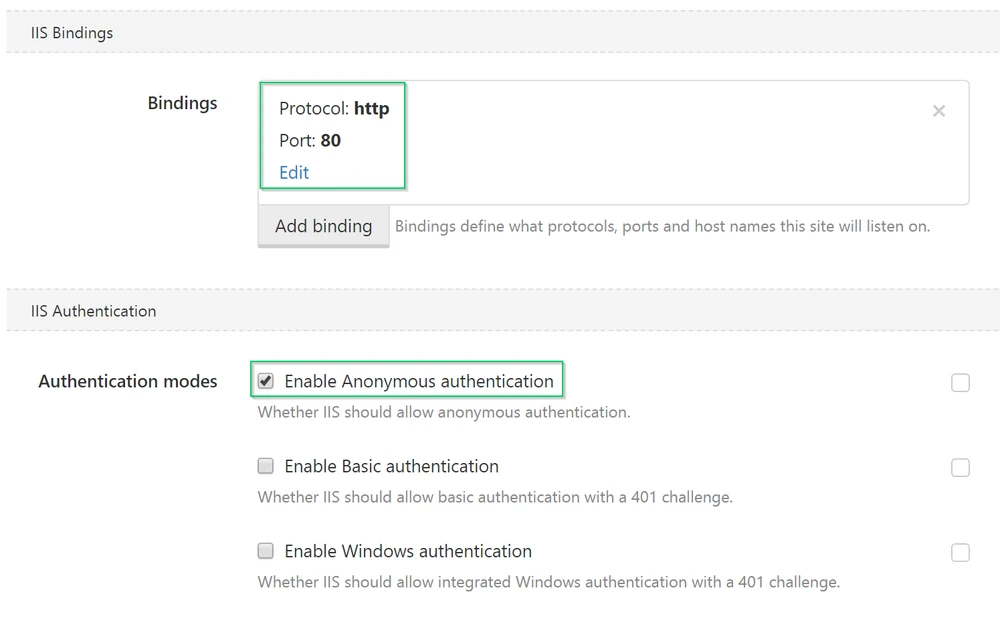 IIS Bindings
Bindings
Protocol: http
Port: 80
Edit
Add binding
Bindings define what protocols, ports and host names this site will listen on.
IIS Authentication
Authentication modes
Enable Anonymous authentication
Whether IIS should allow anonymous authentication.
Enable Basic authentication
Whether IIS should allow basic authentication with a 401 challenge.
Enable Windows authentication
Whether IIS should allow integrated Windows authentication with a 401 challenge.